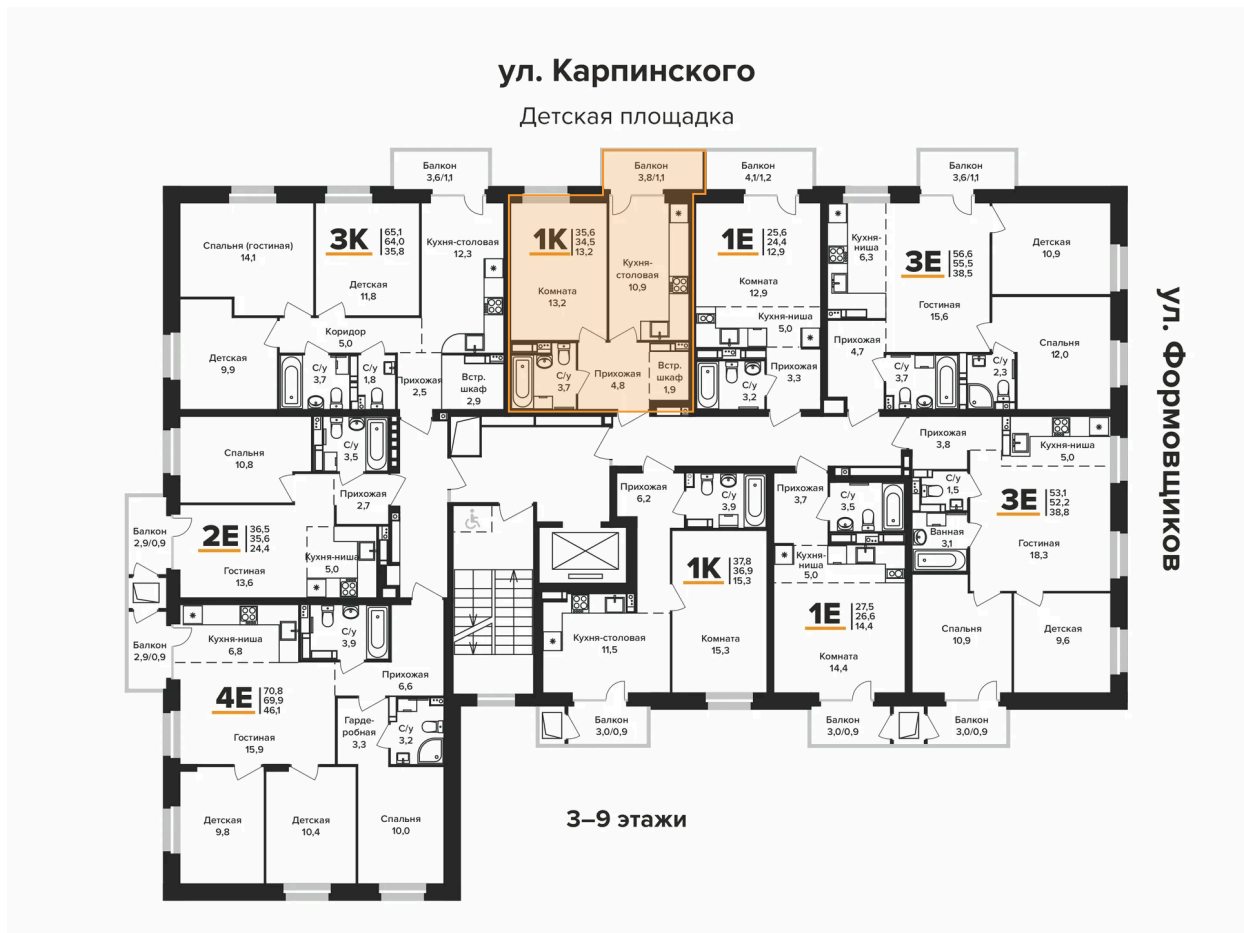 ул. Карпинского
Детская площадка
Балкон
3,6/1,1
Балкон
3,8/1,1
Балкон
4,1/1,2
Балкон
3,6/1,1
Спальня (гостиная)
14,1
3К
65,1
64,0
35,8
Детская
11,8
Кухня-столовая
12,3
1К
35,6
34,5
13,2
Комната
13,2
Кухня-
столовая
10,9
1Е
25,6
24,4
12,9
Комната
12,9
Кухня-ниша
5,0
Кухня-
ниша
6,3
3Е
56,6
55,5
38,5
Гостиная
15,6
Детская
10,9
Спальня
12,0
Детская
9,9
Коридор
5,0
С/у
3,7
С/у
1,8
Прихожая
2,5
Встр.
шкаф
2,9
С/у
3,7
Прихожая
4,8
Встр.
шкаф
1,9
С/у
3,2
Прихожая
3,3
Прихожая
4,7
С/у
3,7
С/у
2,3
ул. Формовщиков
Спальня
10,8
С/у
3,5
Прихожая
2,7
Балкон
2,9/0,9
2Е
36,5
35,6
24,4
Гостиная
13,6
Кухня-ниша
5,0
Прихожая
6,2
С/у
3,9
1К
37,8
36,9
15,3
Комната
15,3
Кухня-столовая
11,5
Прихожая
3,7
С/у
3,5
Кухня-
ниша
5,0
1Е
27,5
26,6
14,4
Комната
14,4
Прихожая
3,8
Кухня-ниша
5,0
С/у
1,5
Ванная
3,1
3Е
53,1
52,2
38,8
Гостиная
18,3
Спальня
10,9
Детская
9,6
Балкон
2,9/0,9
Кухня-ниша
6,8
С/у
3,9
Прихожая
6,6
4Е
70,8
69,9
46,1
Гостиная
15,9
Гарде-
робная
3,3
С/у
3,2
Детская
9,8
Детская
10,4
Спальня
10,0
Балкон
3,0/0,9
Балкон
3,0/0,9
Балкон
3,0/0,9
3–9 этажи